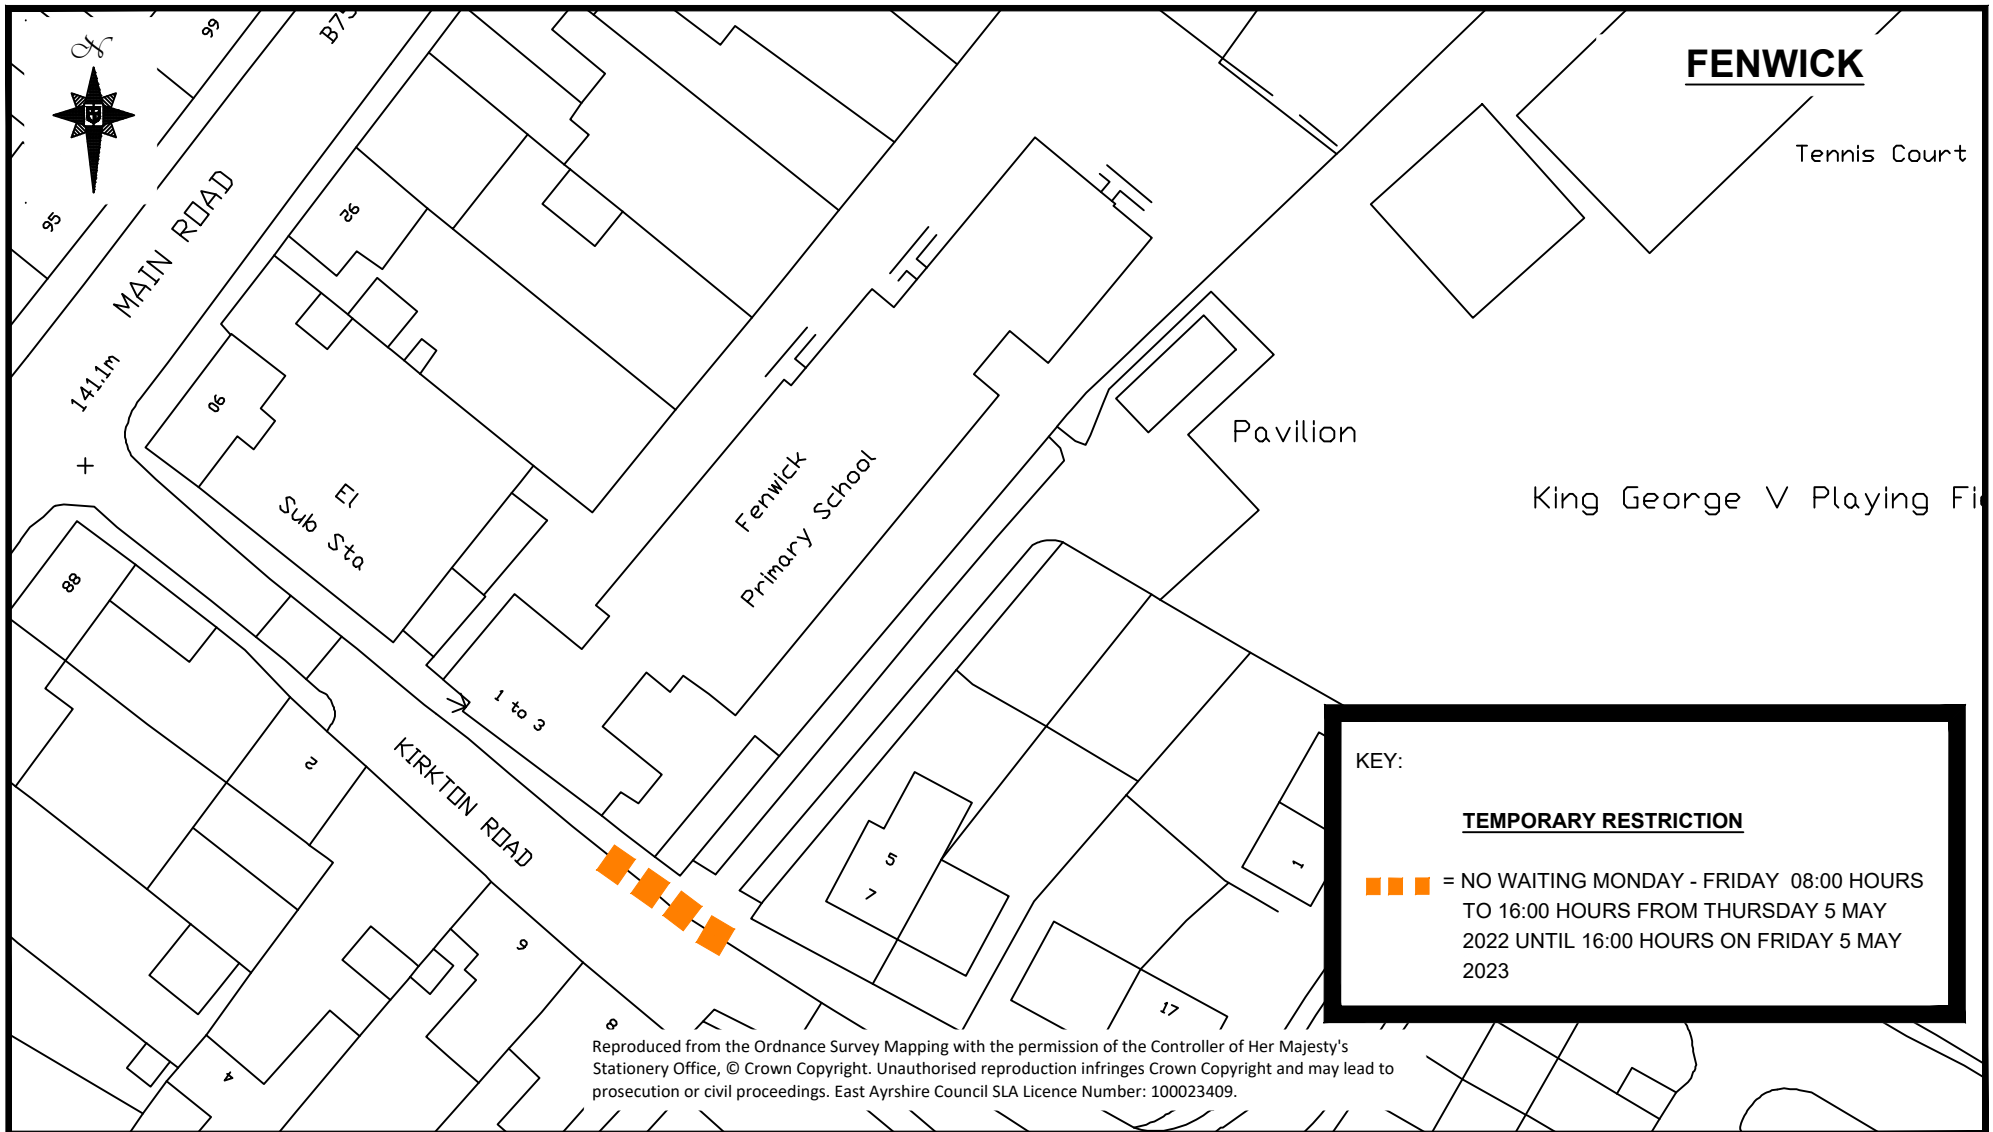 FENWICK
Tennis Court
N
99
B75
95
MAIN ROAD
92
141.1m
90
El
Sub Sta
Fenwick
Primary School
Pavilion
King George V Playing Fi
88
1 to 3
2
KIRKTON ROAD
5
7
1
6
17
8
4
KEY:
TEMPORARY RESTRICTION
= NO WAITING MONDAY - FRIDAY 08:00 HOURS
TO 16:00 HOURS FROM THURSDAY 5 MAY
2022 UNTIL 16:00 HOURS ON FRIDAY 5 MAY
2023
Reproduced from the Ordnance Survey Mapping with the permission of the Controller of Her Majesty's
Stationery Office, © Crown Copyright. Unauthorised reproduction infringes Crown Copyright and may lead to
prosecution or civil proceedings. East Ayrshire Council SLA Licence Number: 100023409.